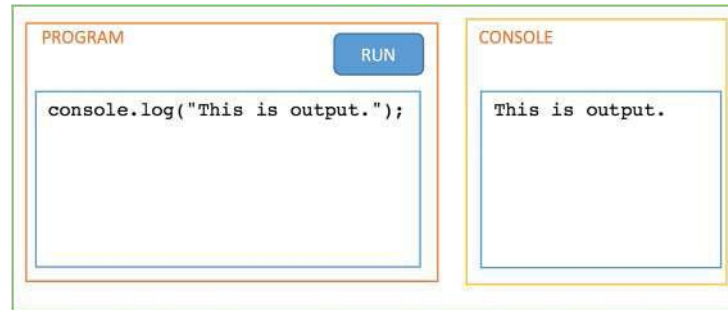 PROGRAM
RUN
console.log("This is output.");
CONSOLE
This is output.